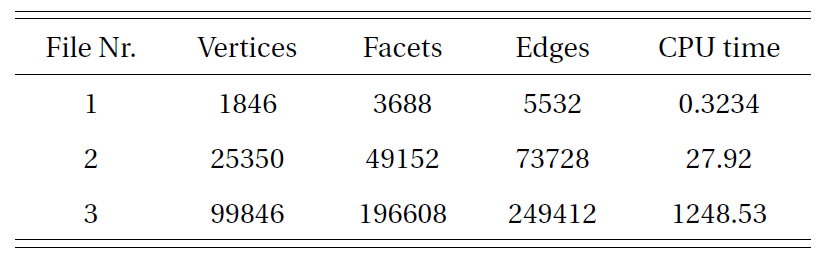 File Nr. Vertices Facets Edges CPU time
1 1846 3688 5532 0.3234
2 25350 49152 73728 27.92
3 99846 196608 249412 1248.53